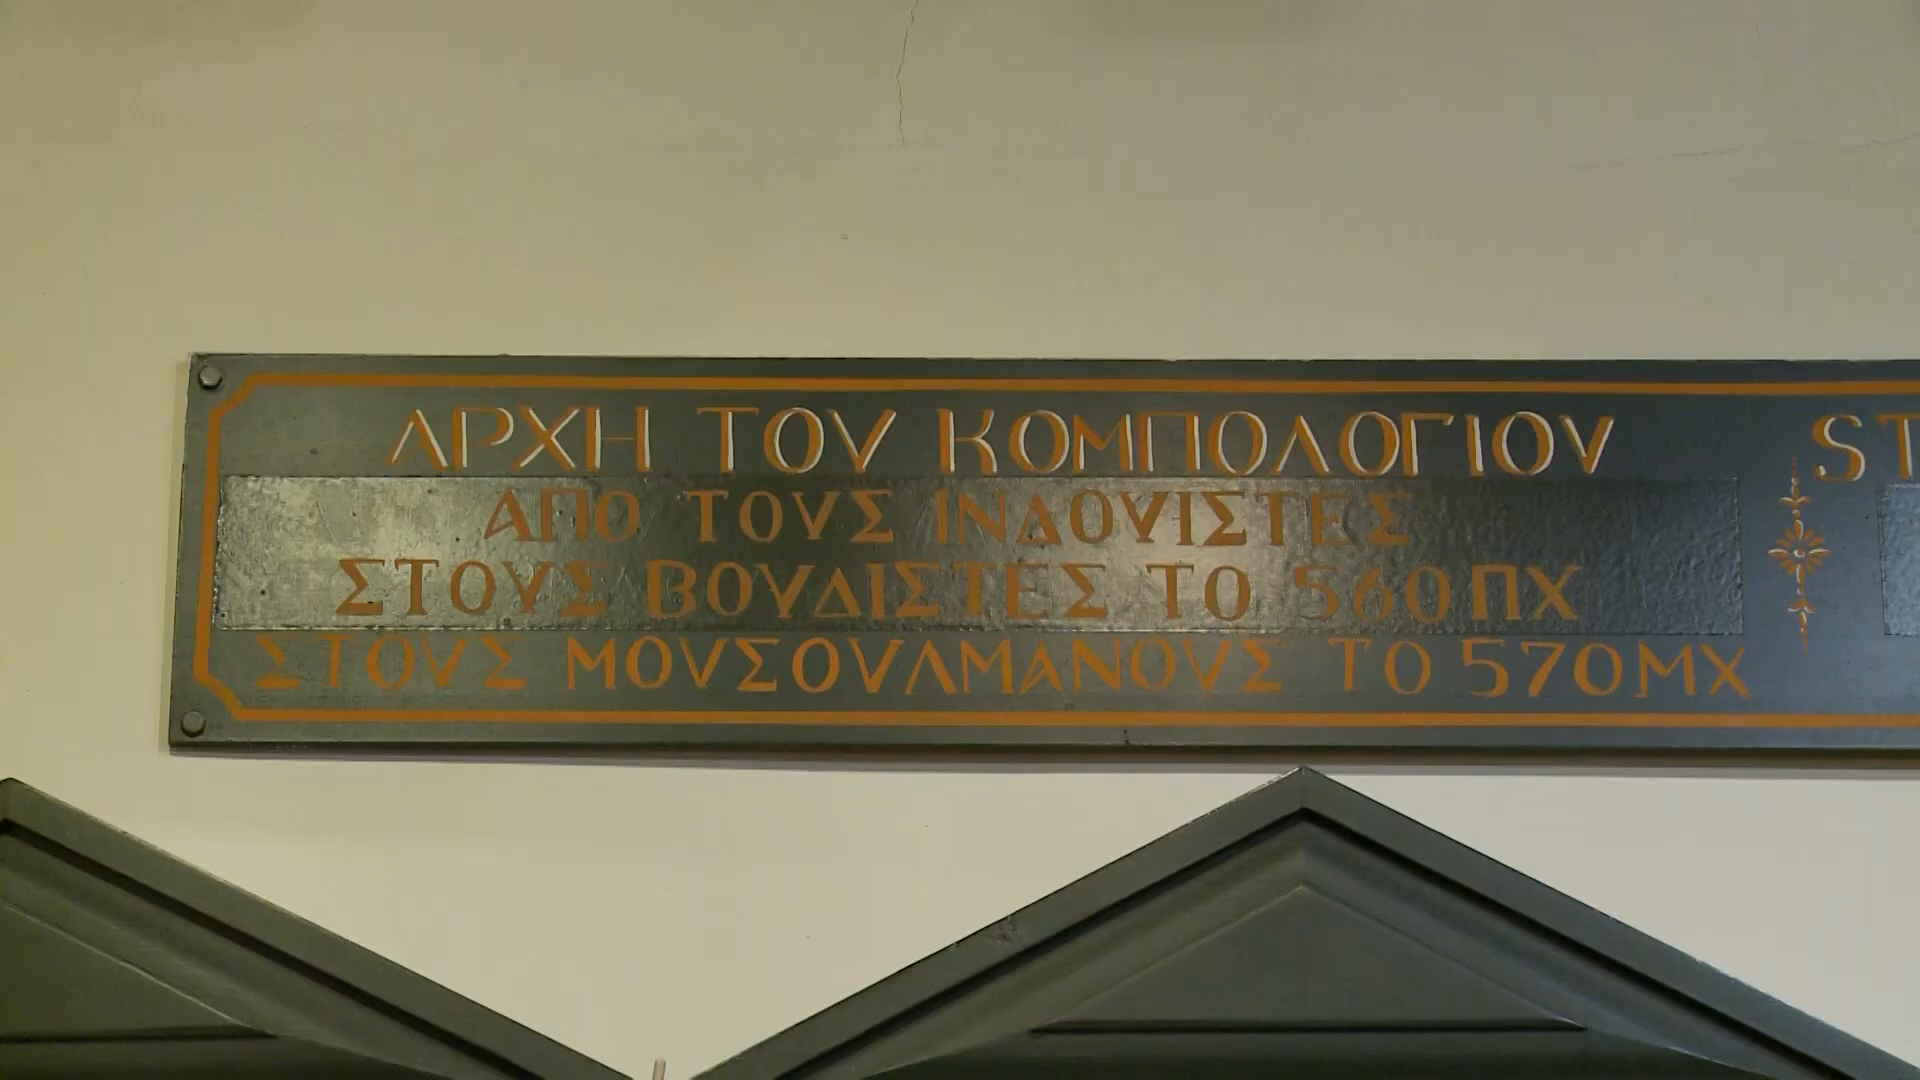 ΑΡΧΗ ΤΟΥ ΚΟΜΠΟΛΟΓΙΟΥ
ΑΠΟ ΤΟΥΣ ΙΝΔΟΥΙΣΤΕΣ
ΣΤΟΥΣ ΒΟΥΔΙΣΤΕΣ ΤΟ 560ΠΧ
ΣΤΟΥΣ ΜΟΥΣΟΥΛΜΑΝΟΥΣ ΤΟ 570ΜΧ